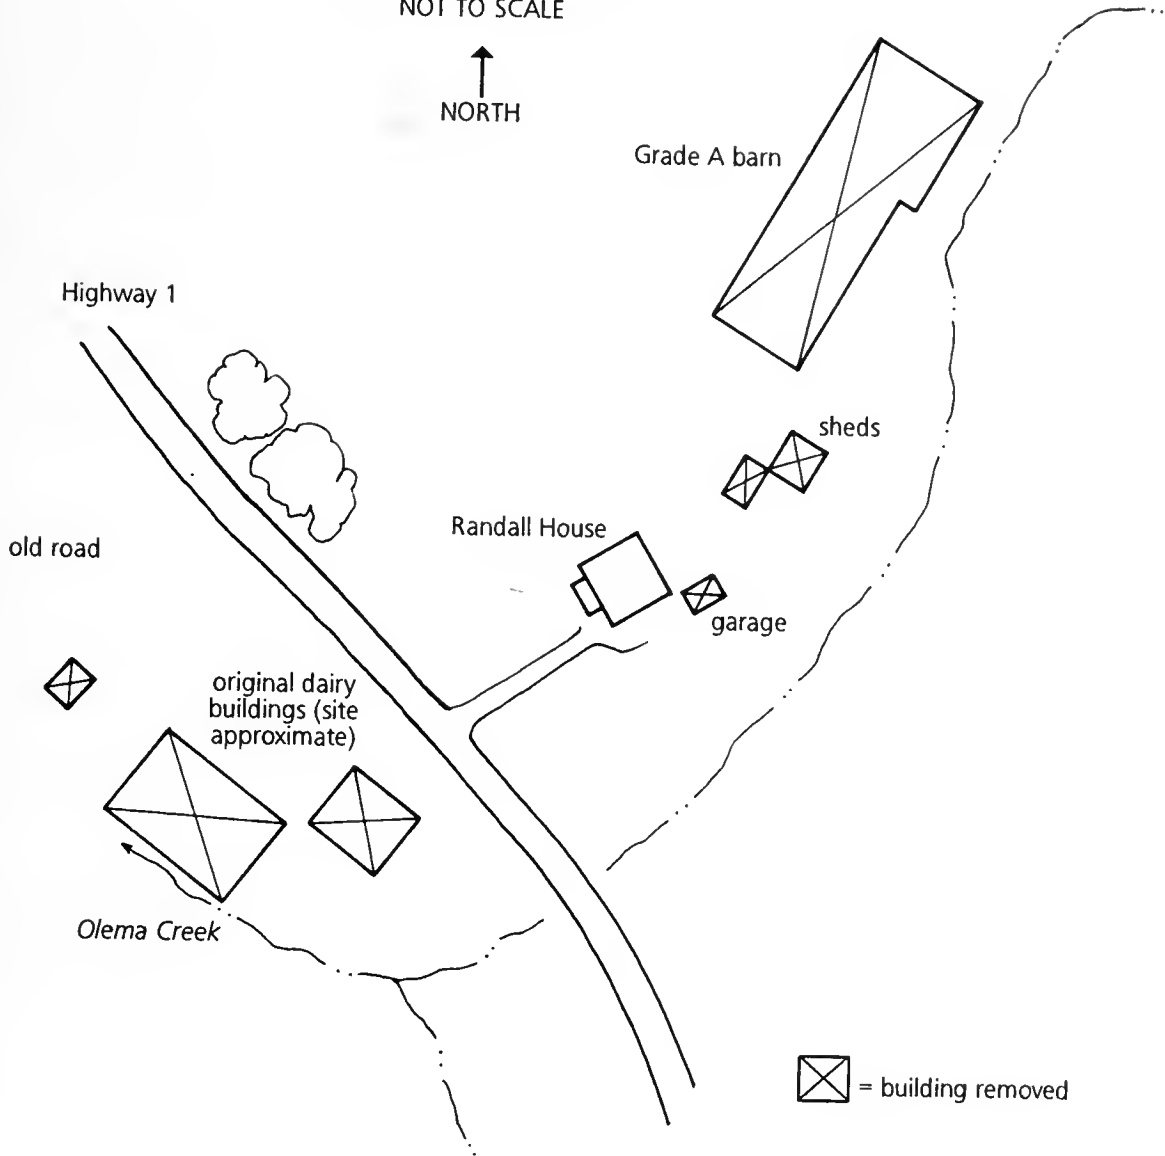 NOT TO SCALE
NORTH
Grade A barn
Highway 1
sheds
Randall House
old road
garage
original dairy
buildings (site
approximate)
Olema Creek
= building removed